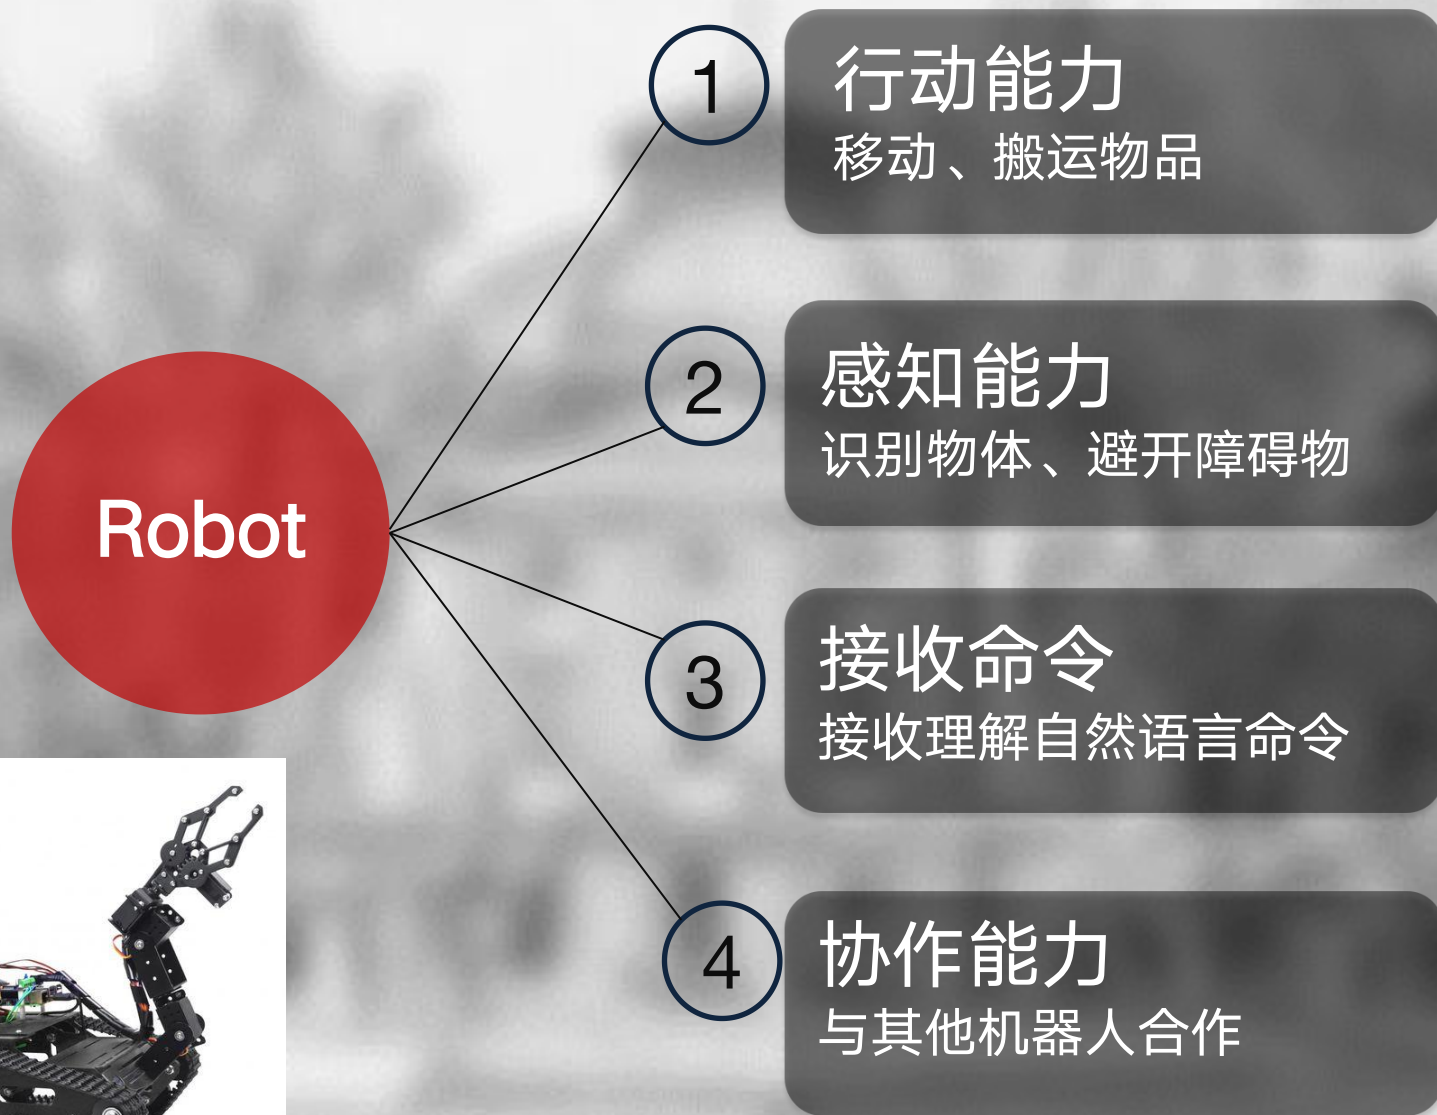 1
行动能力
移动、搬运物品
2
感知能力
识别物体、避开障碍物
Robot
3
接收命令
接收理解自然语言命令
4
协作能力
与其他机器人合作